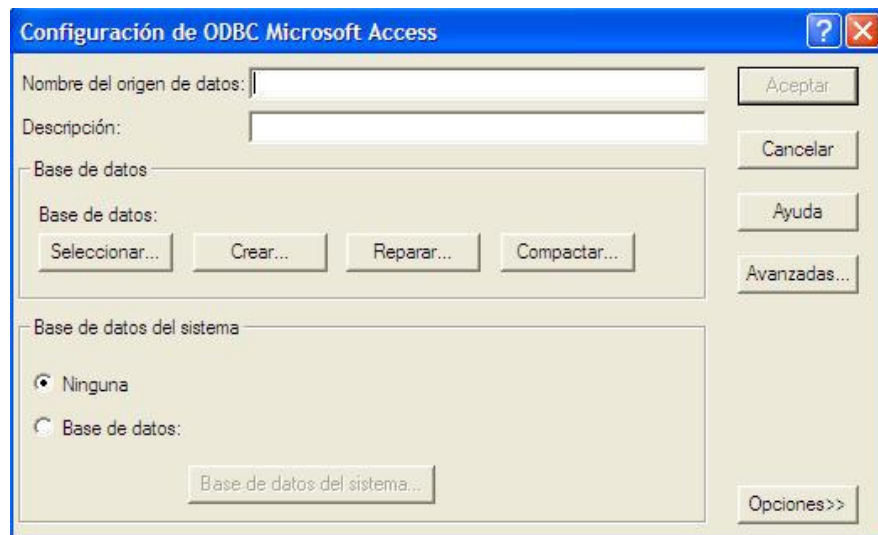 Configuración de ODBC Microsoft Access
Nombre del origen de datos:
Aceptar
Descripción:
Cancelar
Base de datos
Base de datos:
Ayuda
Seleccionar... Crear... Reparar... Compactar...
Avanzadas...
Base de datos del sistema
Ninguna
Base de datos:
Base de datos del sistema...
Opciones>>